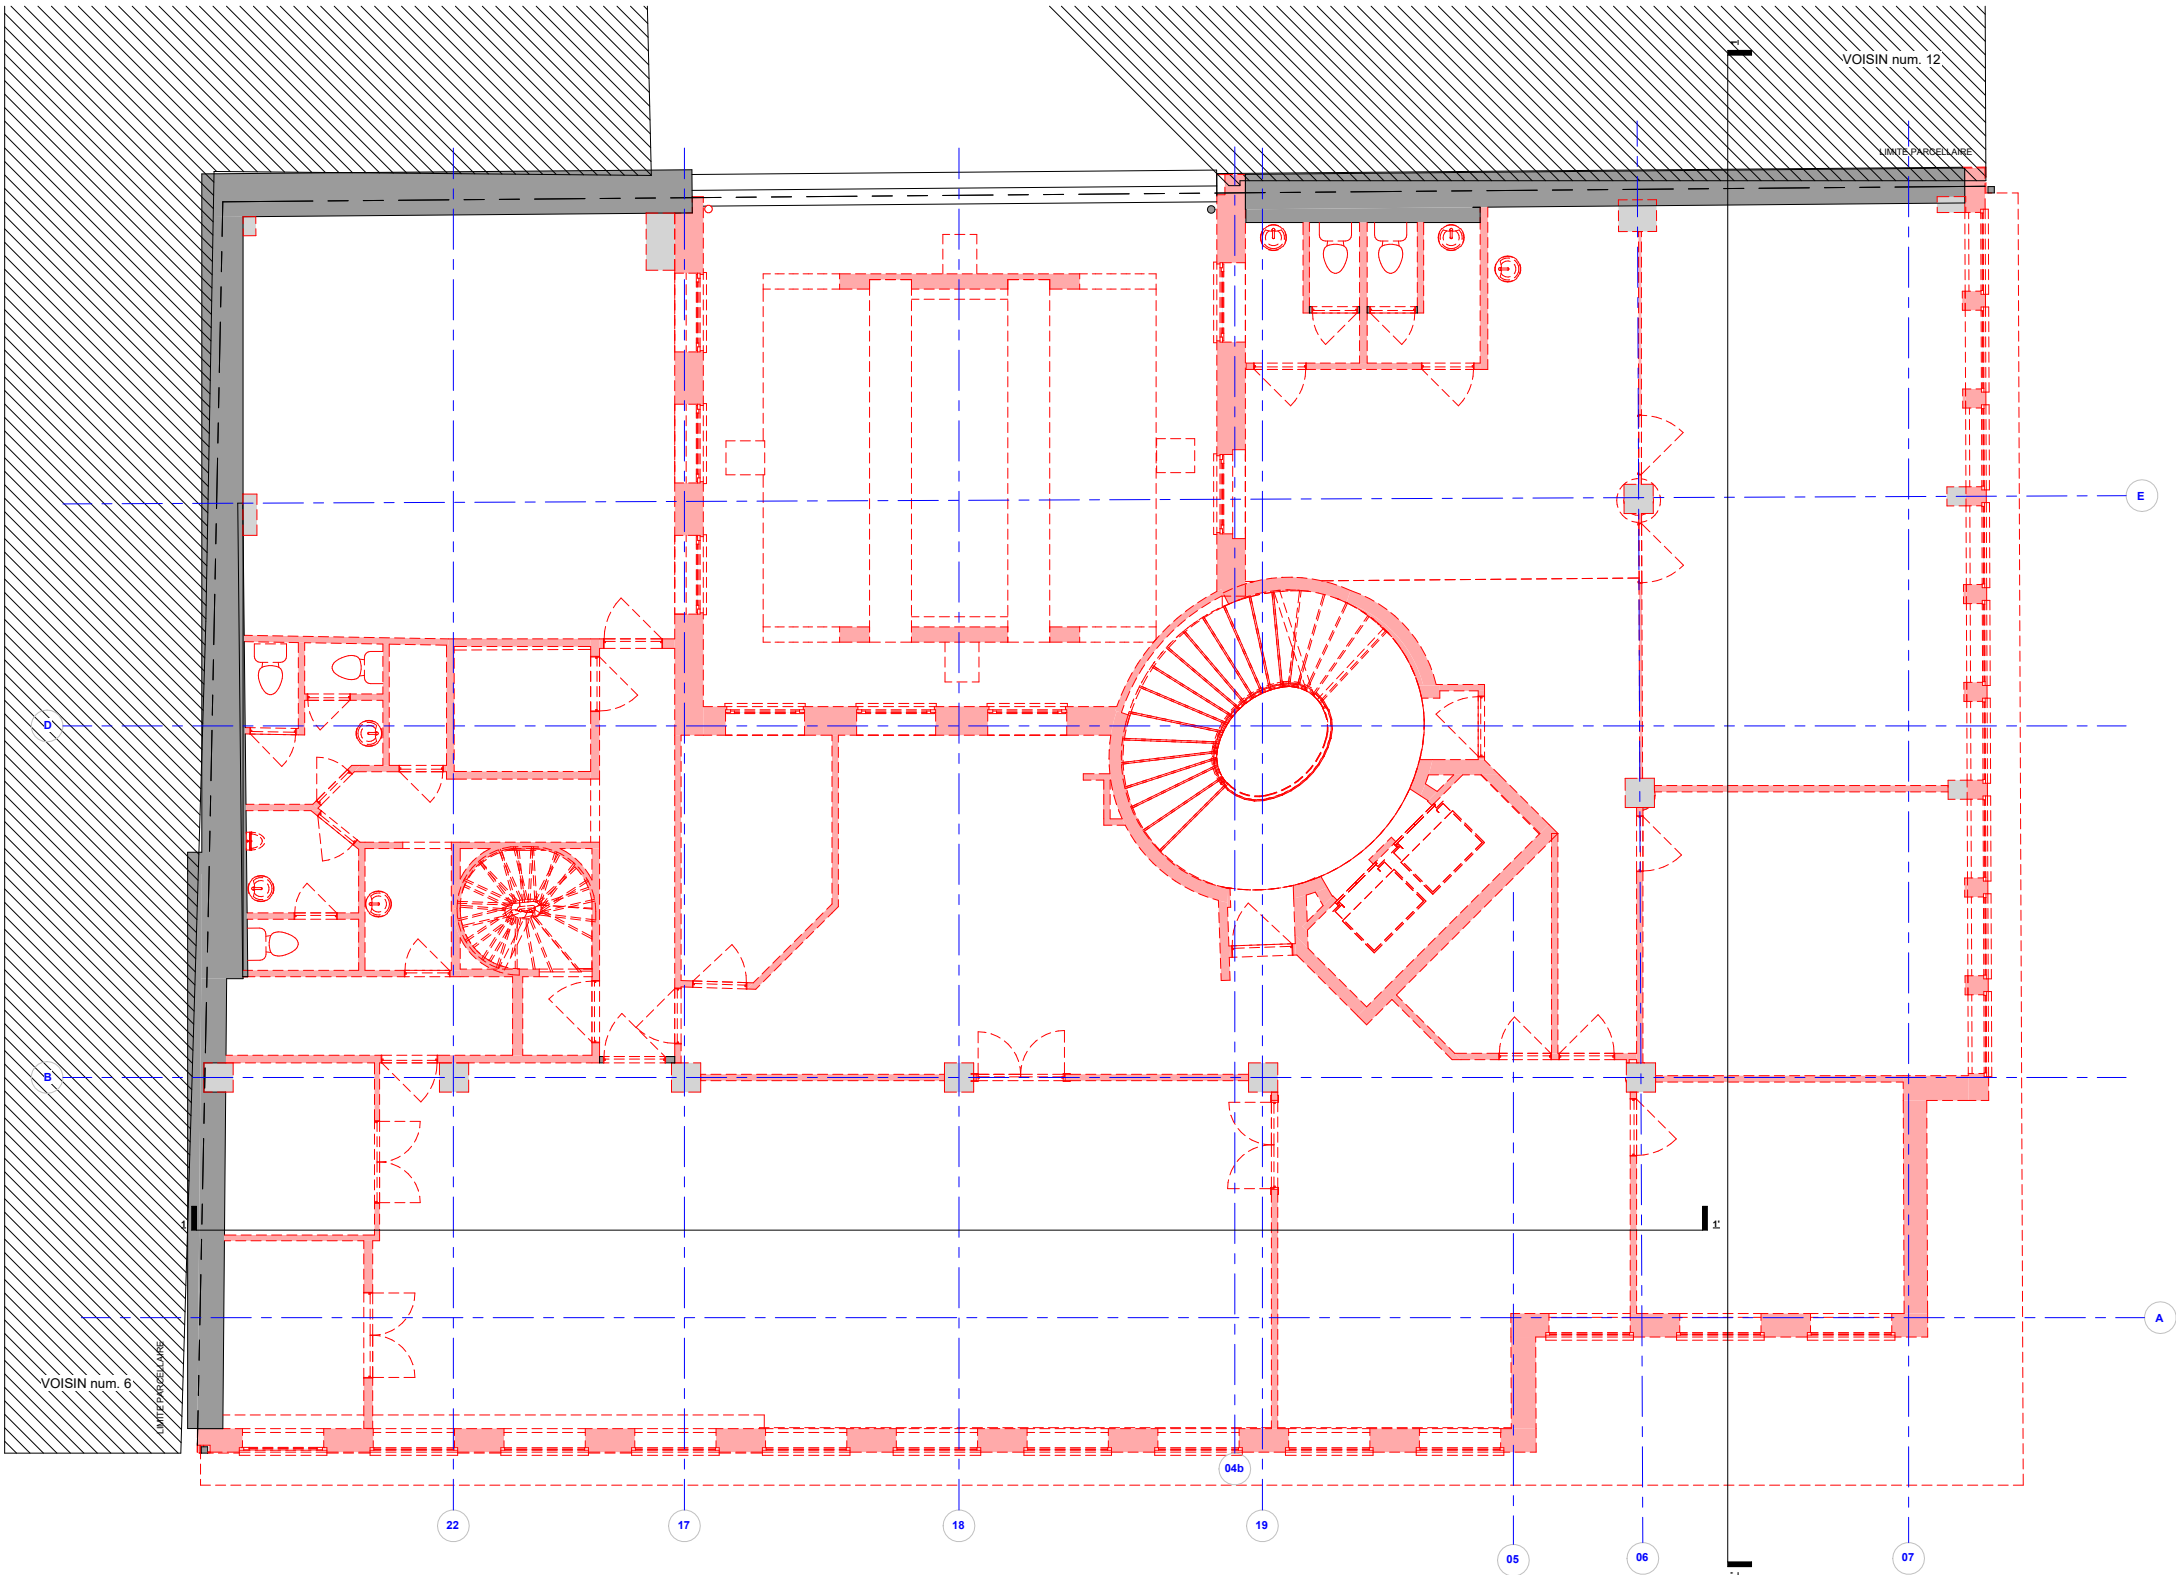 1
VOISIN num. 12
LIMITE PARCELLAIRE
E
D
B
1
1'
A
VOISIN num. 6
LIMITE PARCELLAIRE
04b
22
17
18
19
05
06
07